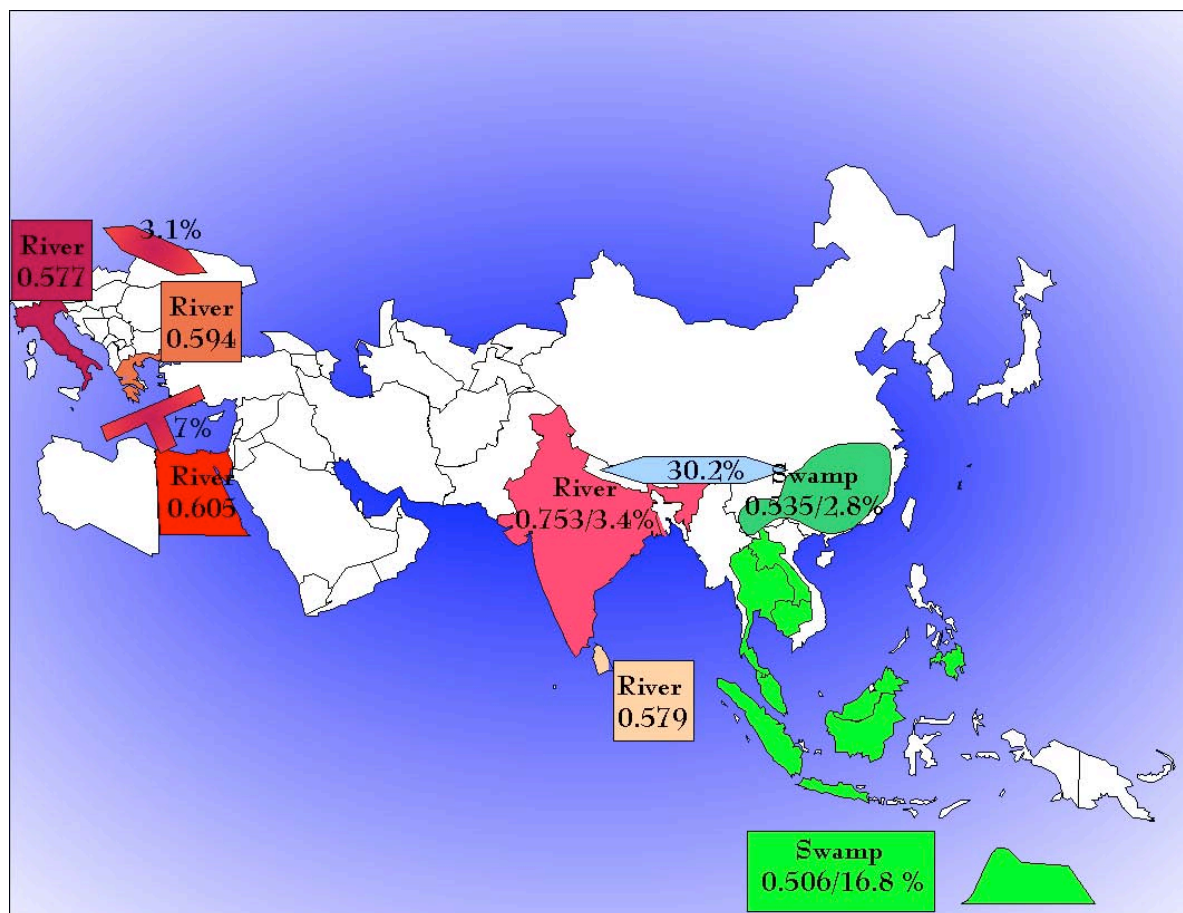 3.1%
River
0.577
River
0.594
7%
River
0.605
River
0.753/3.4%
30.2%
Swamp
0.535/2.8%
River
0.579
Swamp
0.506/16.8 %